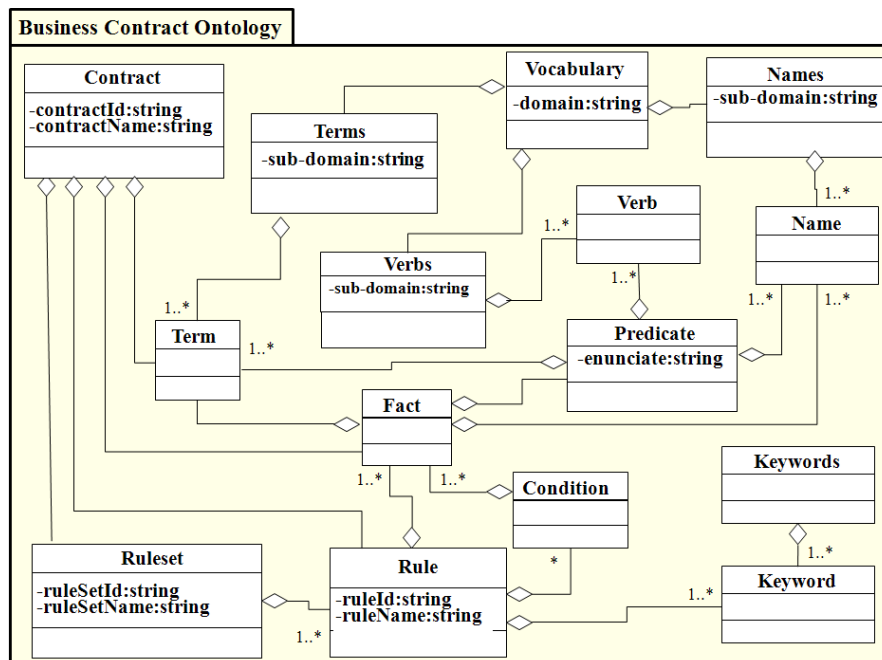 Business Contract Ontology
Contract
-contractId:string
-contractName:string
Terms
-sub-domain:string
Vocabulary
-domain:string
Names
-sub-domain:string
1..*
Verb
1..*
1..*
Name
1..*
1..*
Verbs
-sub-domain:string
1..*
Term
1..*
Predicate
-enunciate:string
Fact
1..*
1..*
Condition
*
Keywords
1..*
Keyword
1..*
Ruleset
-ruleSetId:string
-ruleSetName:string
1..*
Rule
-ruleId:string
-ruleName:string